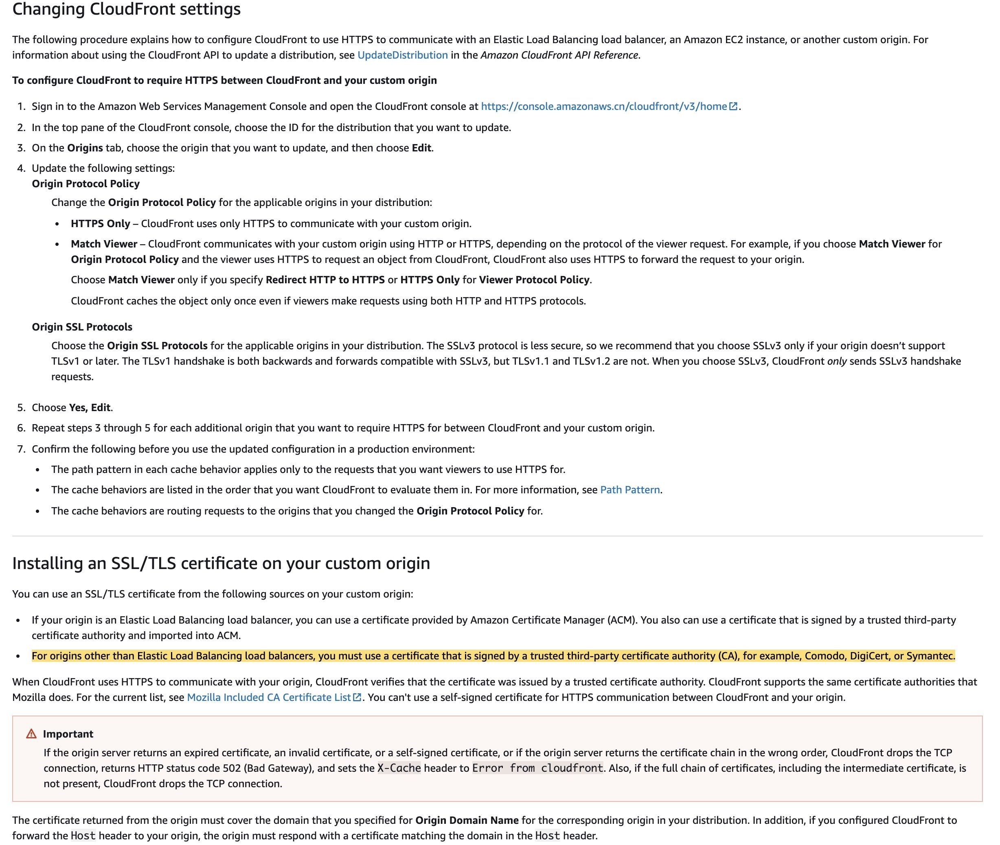 Changing CloudFront settings
The following procedure explains how to configure CloudFront to use HTTPS to communicate with an Elastic Load Balancing load balancer, an Amazon EC2 instance, or another custom origin. For
information about using the CloudFront API to update a distribution, see UpdateDistribution in the Amazon CloudFront API Reference.
To configure CloudFront to require HTTPS between CloudFront and your custom origin
1. Sign in to the Amazon Web Services Management Console and open the CloudFront console at https://console.amazonaws.cn/cloudfront/v3/home.
2. In the top pane of the CloudFront console, choose the ID for the distribution that you want to update.
3. On the Origins tab, choose the origin that you want to update, and then choose Edit.
4. Update the following settings:
Origin Protocol Policy
Change the Origin Protocol Policy for the applicable origins in your distribution:
• HTTPS Only – CloudFront uses only HTTPS to communicate with your custom origin.
• Match Viewer – CloudFront communicates with your custom origin using HTTP or HTTPS, depending on the protocol of the viewer request. For example, if you choose Match Viewer for
Origin Protocol Policy and the viewer uses HTTPS to request an object from CloudFront, CloudFront also uses HTTPS to forward the request to your origin.
Choose Match Viewer only if you specify Redirect HTTP to HTTPS or HTTPS Only for Viewer Protocol Policy.
CloudFront caches the object only once even if viewers make requests using both HTTP and HTTPS protocols.
Origin SSL Protocols
Choose the Origin SSL Protocols for the applicable origins in your distribution. The SSLv3 protocol is less secure, so we recommend that you choose SSLv3 only if your origin doesn’t support
TLSv1 or later. The TLSv1 handshake is both backwards and forwards compatible with SSLv3, but TLSv1.1 and TLSv1.2 are not. When you choose SSLv3, CloudFront only sends SSLv3 handshake
requests.
5. Choose Yes, Edit.
6. Repeat steps 3 through 5 for each additional origin that you want to require HTTPS for between CloudFront and your custom origin.
7. Confirm the following before you use the updated configuration in a production environment:
• The path pattern in each cache behavior applies only to the requests that you want viewers to use HTTPS for.
• The cache behaviors are listed in the order that you want CloudFront to evaluate them in. For more information, see Path Pattern.
• The cache behaviors are routing requests to the origins that you changed the Origin Protocol Policy for.
Installing an SSL/TLS certificate on your custom origin
You can use an SSL/TLS certificate from the following sources on your custom origin:
• If your origin is an Elastic Load Balancing load balancer, you can use a certificate provided by Amazon Certificate Manager (ACM). You also can use a certificate that is signed by a trusted third-party
certificate authority and imported into ACM.
• For origins other than Elastic Load Balancing load balancers, you must use a certificate that is signed by a trusted third-party certificate authority (CA), for example, Comodo, DigiCert, or Symantec.
When CloudFront uses HTTPS to communicate with your origin, CloudFront verifies that the certificate was issued by a trusted certificate authority. CloudFront supports the same certificate authorities that
Mozilla does. For the current list, see Mozilla Included CA Certificate List. You can't use a self-signed certificate for HTTPS communication between CloudFront and your origin.
Important
If the origin server returns an expired certificate, an invalid certificate, or a self-signed certificate, or if the origin server returns the certificate chain in the wrong order, CloudFront drops the TCP
connection, returns HTTP status code 502 (Bad Gateway), and sets the X-Cache header to Error from cloudfront. Also, if the full chain of certificates, including the intermediate certificate, is
not present, CloudFront drops the TCP connection.
The certificate returned from the origin must cover the domain that you specified for Origin Domain Name for the corresponding origin in your distribution. In addition, if you configured CloudFront to
forward the Host header to your origin, the origin must respond with a certificate matching the domain in the Host header.